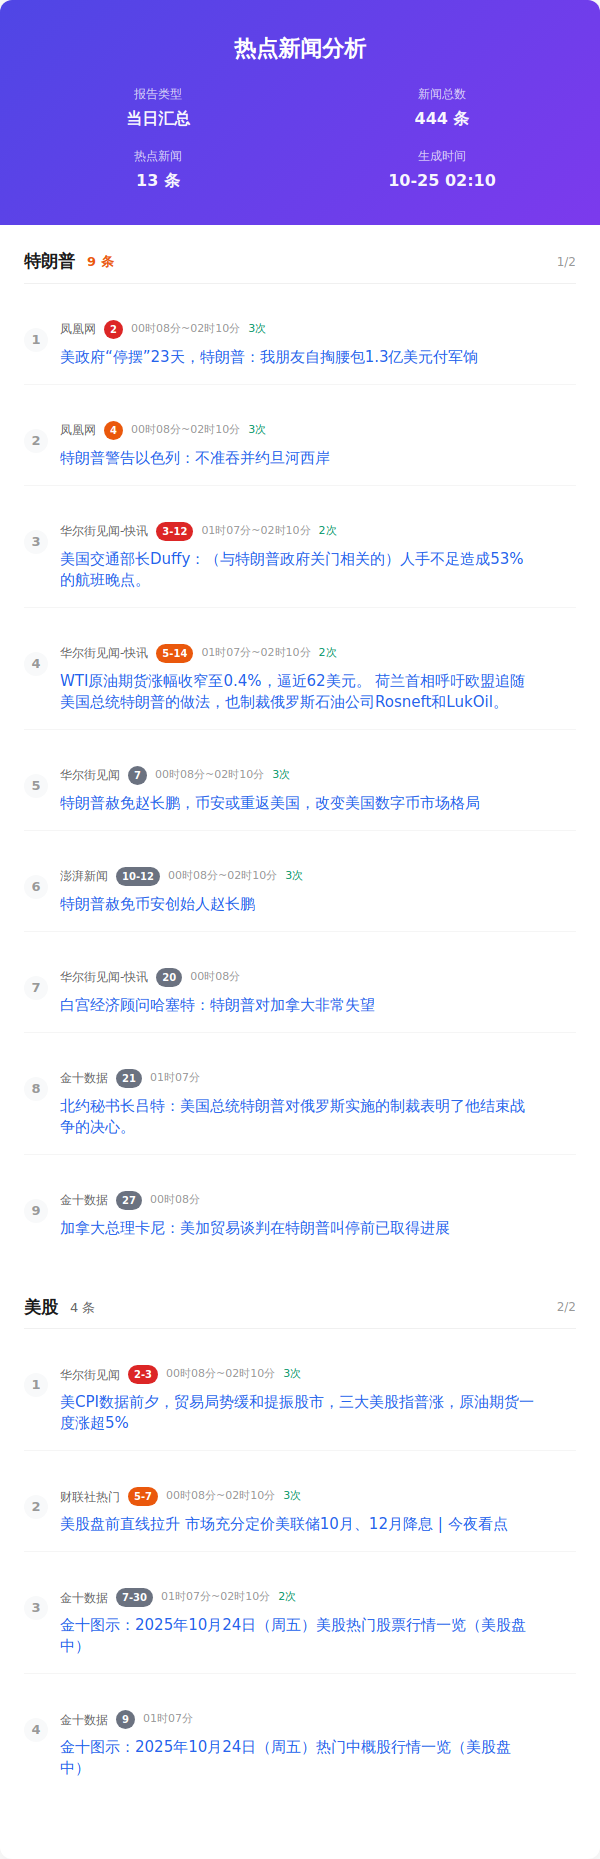 热点新闻分析
报告类型
当日汇总
新闻总数
444 条
热点新闻
13 条
生成时间
10-25 02:10
特朗普 9 条 1/2
1 凤凰网 2 00时08分~02时10分 3次
美政府“停摆”23天，特朗普：我朋友自掏腰包1.3亿美元付军饷
2 凤凰网 4 00时08分~02时10分 3次
特朗普警告以色列：不准吞并约旦河西岸
3 华尔街见闻-快讯 3-12 01时07分~02时10分 2次
美国交通部长Duffy：（与特朗普政府关门相关的）人手不足造成53%
的航班晚点。
4 华尔街见闻-快讯 5-14 01时07分~02时10分 2次
WTI原油期货涨幅收窄至0.4%，逼近62美元。 荷兰首相呼吁欧盟追随
美国总统特朗普的做法，也制裁俄罗斯石油公司Rosneft和LukOil。
5 华尔街见闻 7 00时08分~02时10分 3次
特朗普赦免赵长鹏，币安或重返美国，改变美国数字币市场格局
6 澎湃新闻 10-12 00时08分~02时10分 3次
特朗普赦免币安创始人赵长鹏
7 华尔街见闻-快讯 20 00时08分
白宫经济顾问哈塞特：特朗普对加拿大非常失望
8 金十数据 21 01时07分
北约秘书长吕特：美国总统特朗普对俄罗斯实施的制裁表明了他结束战
争的决心。
9 金十数据 27 00时08分
加拿大总理卡尼：美加贸易谈判在特朗普叫停前已取得进展
美股 4 条 2/2
1 华尔街见闻 2-3 00时08分~02时10分 3次
美CPI数据前夕，贸易局势缓和提振股市，三大美股指普涨，原油期货一
度涨超5%
2 财联社热门 5-7 00时08分~02时10分 3次
美股盘前直线拉升 市场充分定价美联储10月、12月降息 | 今夜看点
3 金十数据 7-30 01时07分~02时10分 2次
金十图示：2025年10月24日（周五）美股热门股票行情一览（美股盘
中）
4 金十数据 9 01时07分
金十图示：2025年10月24日（周五）热门中概股行情一览（美股盘
中）